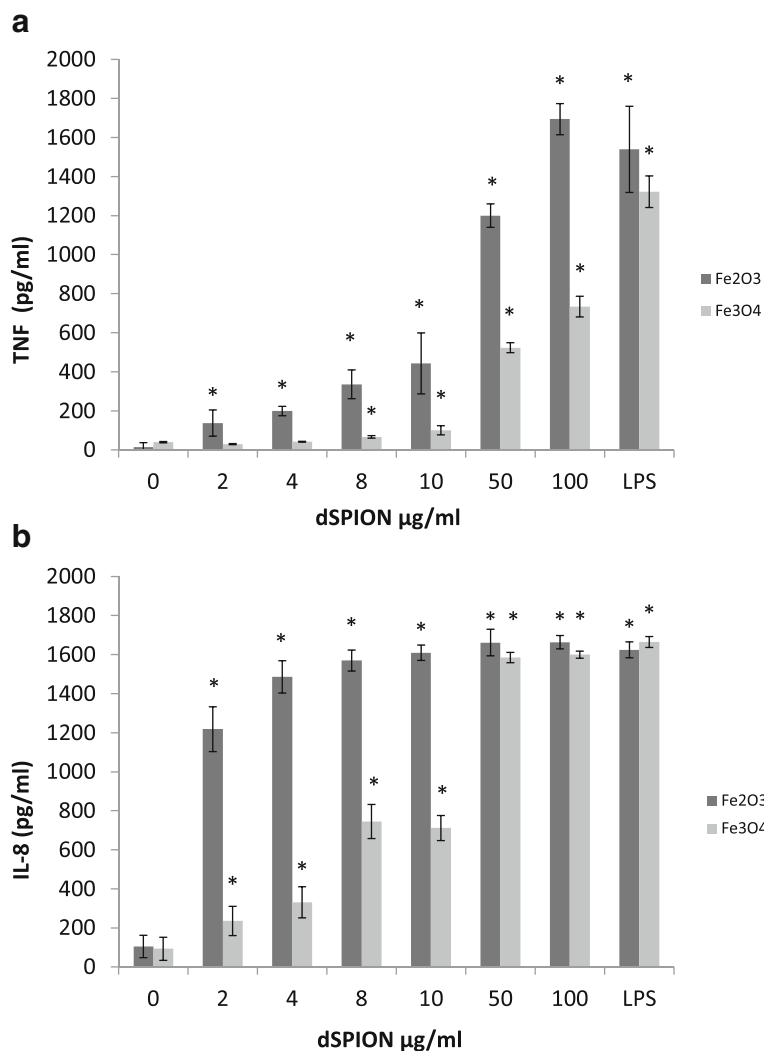 a
2000
1800
1600
1400
1200
1000
800
600
400
200
0
TNF (pg/ml)
* * * * * * * * * * * *
Fe2O3
Fe3O4
0 2 4 8 10 50 100 LPS
dSPION µg/ml
b
2000
1800
1600
1400
1200
1000
800
600
400
200
0
IL-8 (pg/ml)
* * * * * * * * * * * * * *
Fe2O3
Fe3O4
0 2 4 8 10 50 100 LPS
dSPION µg/ml